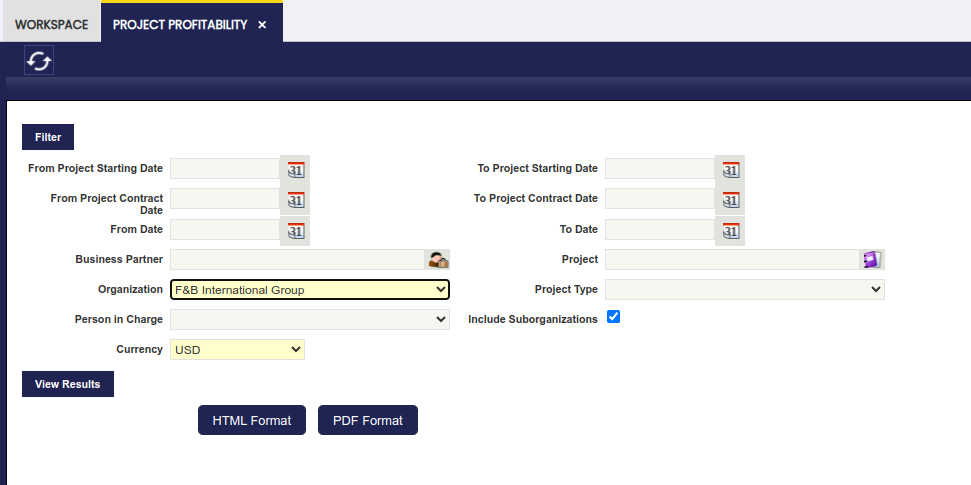 WORKSPACE PROJECT PROFITABILITY ×
Filter
From Project Starting Date 31 To Project Starting Date 31
From Project Contract Date 31 To Project Contract Date 31
From Date 31 To Date 31
Business Partner Project
Organization F&B International Group Project Type
Person in Charge Include Suborganizations
Currency USD
View Results
HTML Format PDF Format